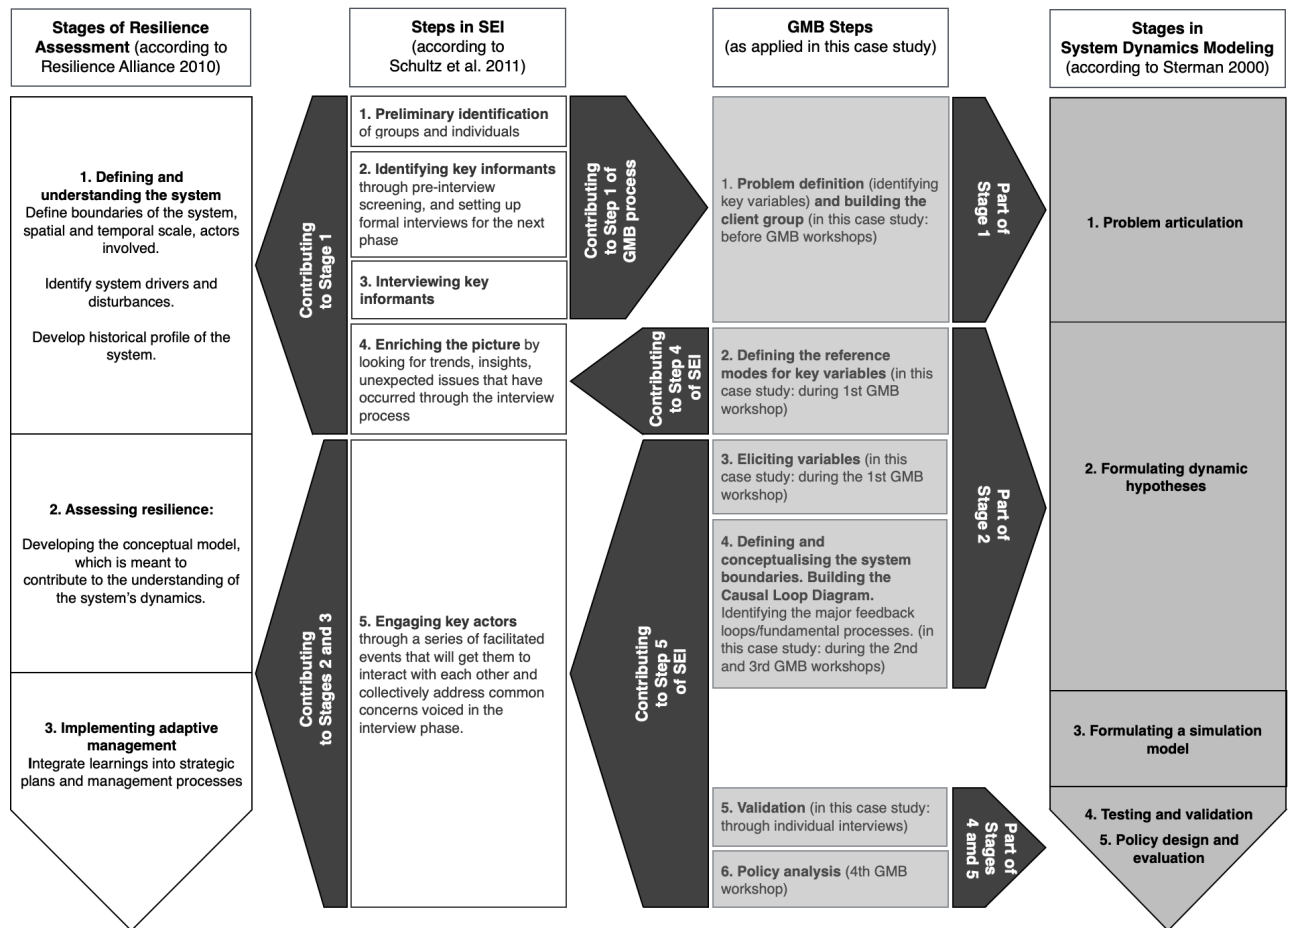 Stages of Resilience
Assessment (according to
Resilience Alliance 2010)
1. Defining and
understanding the system
Define boundaries of the system,
spatial and temporal scale, actors
involved.
Identify system drivers and
disturbances.
Develop historical profile of the
system.
2. Assessing resilience:
Developing the conceptual model,
which is meant to
contribute to the understanding of
the system's dynamics.
3. Implementing adaptive
management
Integrate learnings into strategic
plans and management processes
Contributing
to Stage 1
Contributing
to Stages 2 and 3
Steps in SEI
(according to
Schultz et al. 2011)
1. Preliminary identification
of groups and individuals
2. Identifying key informants
through pre-interview
screening, and setting up
formal interviews for the next
phase
3. Interviewing key
informants
4. Enriching the picture by
looking for trends, insights,
unexpected issues that have
occurred through the interview
process
5. Engaging key actors
through a series of facilitated
events that will get them to
interact with each other and
collectively address common
concerns voiced in the
interview phase.
Contributing
to Step 1 of
GMB process
Contributing
to Step 4
of SEI
Contributing
to Step 5
of SEI
GMB Steps
(as applied in this case study)
1. Problem definition (identifying
key variables) and building the
client group (in this case study:
before GMB workshops)
2. Defining the reference
modes for key variables (in this
case study: during 1st GMB
workshop)
3. Eliciting variables (in this
case study: during the 1st GMB
workshop)
4. Defining and
conceptualising the system
boundaries. Building the
Causal Loop Diagram.
Identifying the major feedback
loops/fundamental processes. (in
this case study: during the 2nd
and 3rd GMB workshops)
5. Validation (in this case study:
through individual interviews)
6. Policy analysis (4th GMB
workshop)
Part of
Stage 1
Part of
Stage 2
Part of
Stages
4 amd 5
Stages in
System Dynamics Modeling
(according to Sterman 2000)
1. Problem articulation
2. Formulating dynamic
hypotheses
3. Formulating a simulation
model
4. Testing and validation
5. Policy design and
evaluation